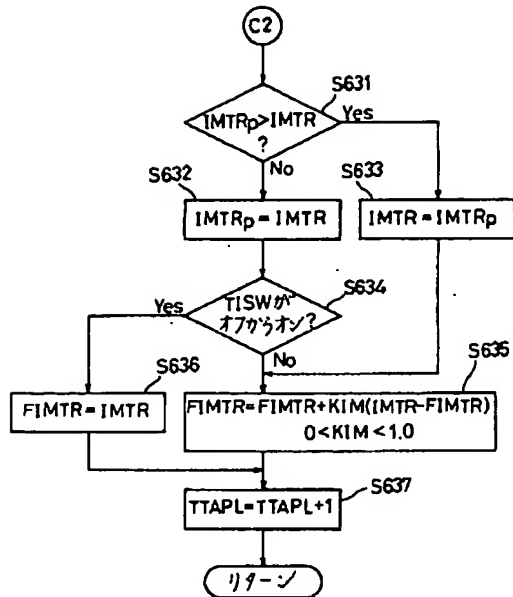 C2
S631
IMTRp>IMTR
?
Yes
No
S632
S633
IMTRp=IMTR
IMTR=IMTRp
S634
TISWが
オフからオン?
Yes
No
S636
S635
FIMTR=IMTR
FIMTR=FIMTR+KIM(IMTR-FIMTR)
0<KIM<1.0
S637
TTAPL=TTAPL+1
リターン